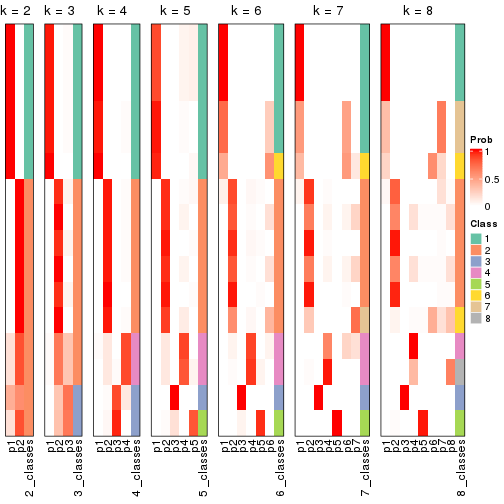 k = 2 k = 3 k = 4 k = 5 k = 6 k = 7 k = 8
Prob
1
0.5
0
Class
1
2
3
4
5
6
7
8
p1 p2 2_classes p1 p2 p3 3_classes p1 p2 p3 p4 4_classes p1 p2 p3 p4 p5 5_classes p1 p2 p3 p4 p5 p6 6_classes p1 p2 p3 p4 p5 p6 p7 7_classes p1 p2 p3 p4 p5 p6 p7 p8 8_classes